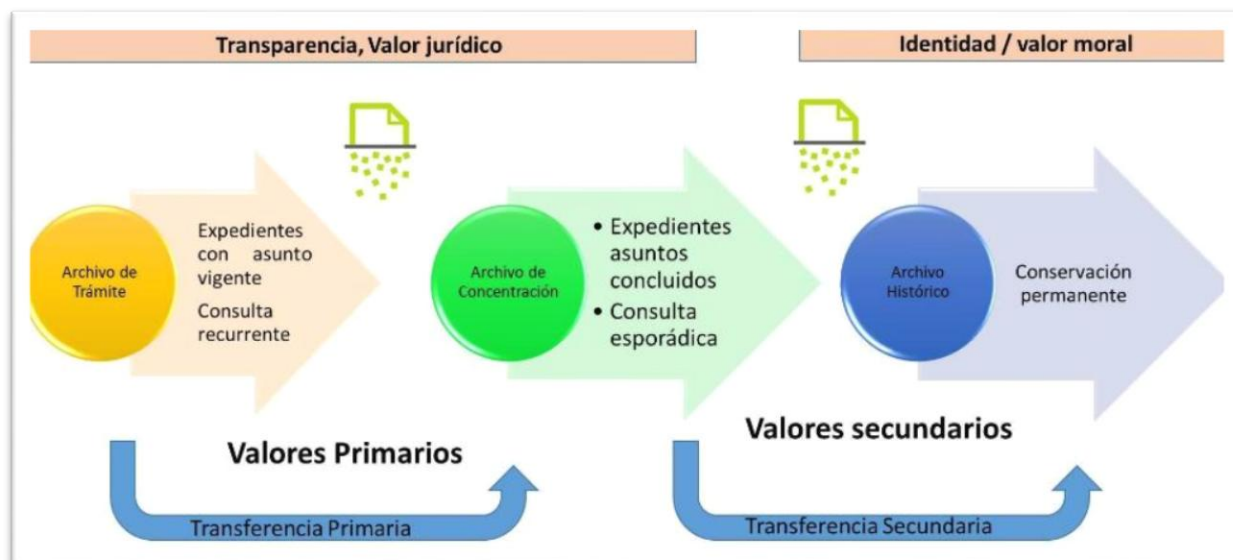 Transparencia, Valor jurídico
Identidad / valor moral
Archivo de
Trámite
Expedientes
con asunto
vigente
Consulta
recurrente
Archivo de
Concentración
• Expedientes
asuntos
concluidos
• Consulta
esporádica
Archivo
Histórico
Conservación
permanente
Valores Primarios
Valores secundarios
Transferencia Primaria
Transferencia Secundaria